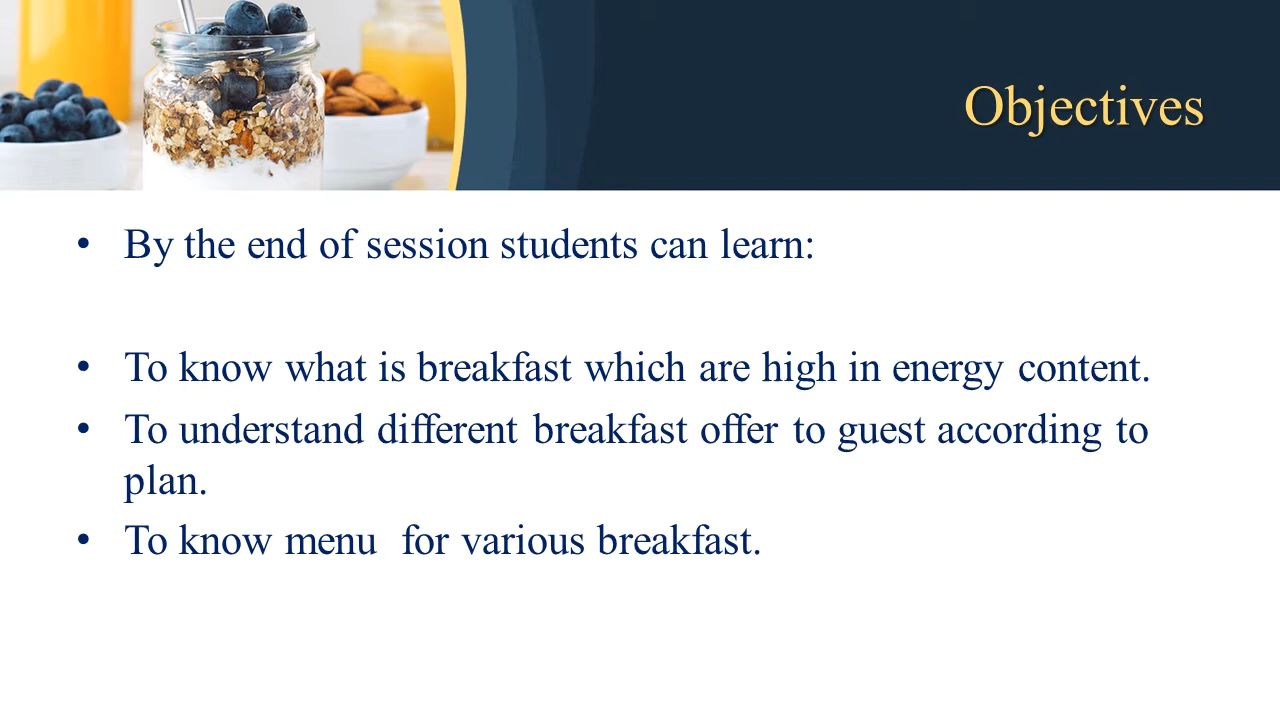 Objectives
• By the end of session students can learn:
• To know what is breakfast which are high in energy content.
• To understand different breakfast offer to guest according to
plan.
• To know menu  for various breakfast.